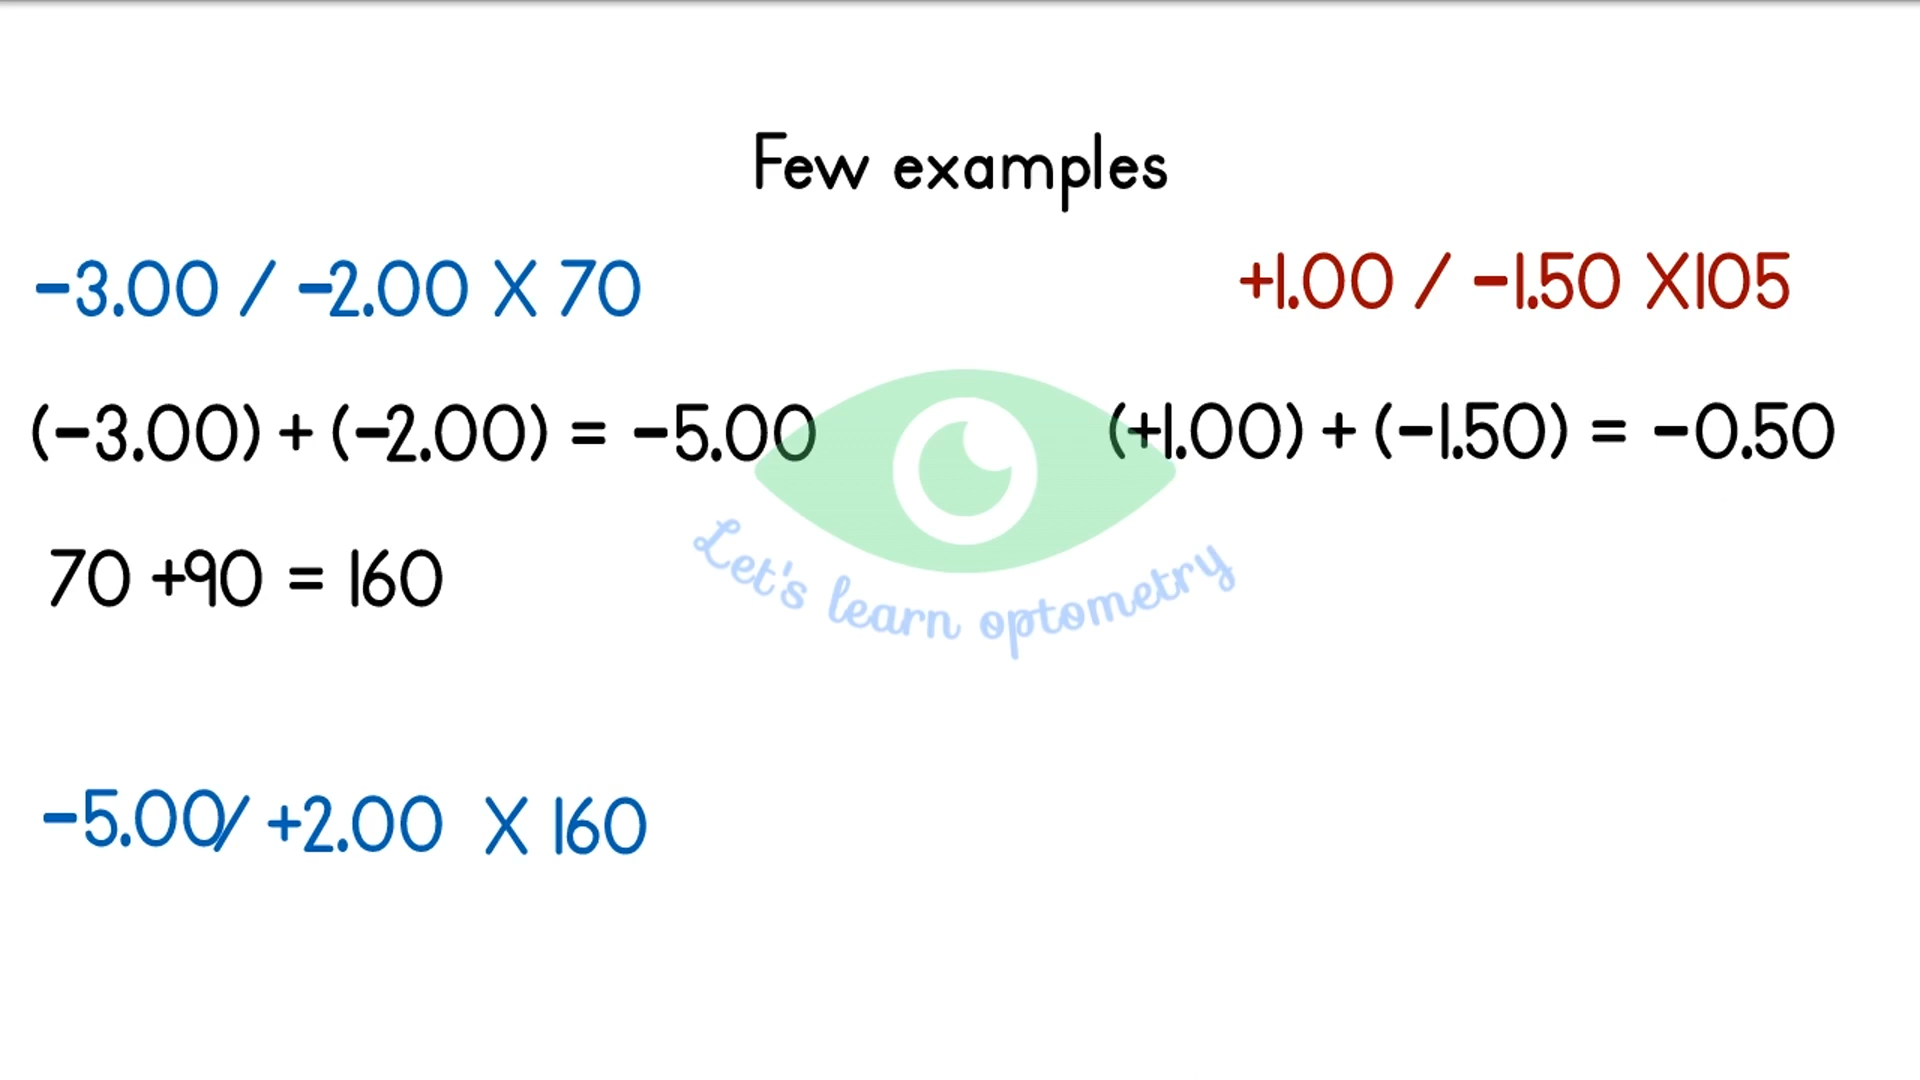 Few examples
-3.00 / -2.00 X 70
(-3.00) + (-2.00) = -5.00
70 +90 = 160
-5.00/ +2.00 X 160
+1.00 / -1.50 X105
(+1.00) + (-1.50) = -0.50
Let's learn optometry